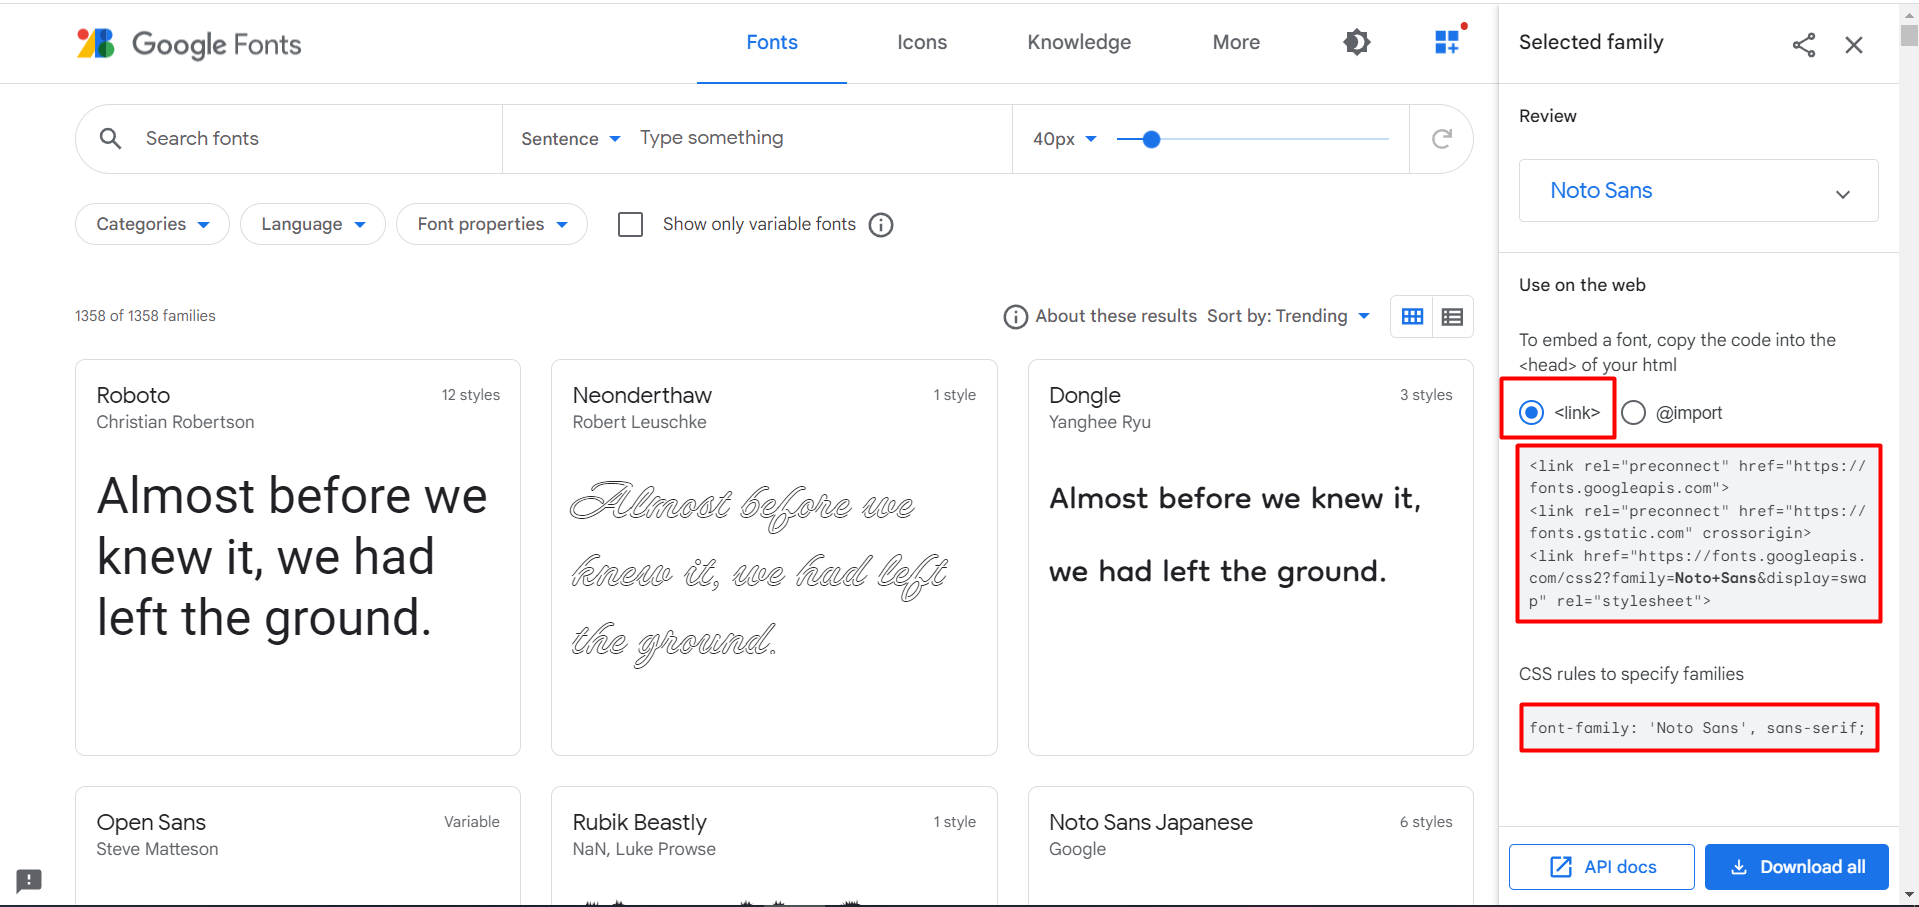 Google Fonts
Fonts
Icons
Knowledge
More
Search fonts
Sentence
Type something
40px
Categories
Language
Font properties
Show only variable fonts
1358 of 1358 families
About these results
Sort by: Trending
Roboto
12 styles
Christian Robertson
Almost before we
knew it, we had
left the ground.
Neonderthaw
1 style
Robert Leuschke
Almost before we
knew it, we had left
the ground.
Dongle
3 styles
Yanghee Ryu
Almost before we knew it,
we had left the ground.
Open Sans
Variable
Steve Matteson
Rubik Beastly
1 style
NaN, Luke Prowse
Noto Sans Japanese
6 styles
Google
Selected family
Review
Noto Sans
Use on the web
To embed a font, copy the code into the
<head> of your html
<link>
@import
<link rel="preconnect" href="https://
fonts.googleapis.com">
<link rel="preconnect" href="https://
fonts.gstatic.com" crossorigin>
<link href="https://fonts.googleapis.
com/css2?family=Noto+Sans&display=swa
p" rel="stylesheet">
CSS rules to specify families
font-family: 'Noto Sans', sans-serif;
API docs
Download all